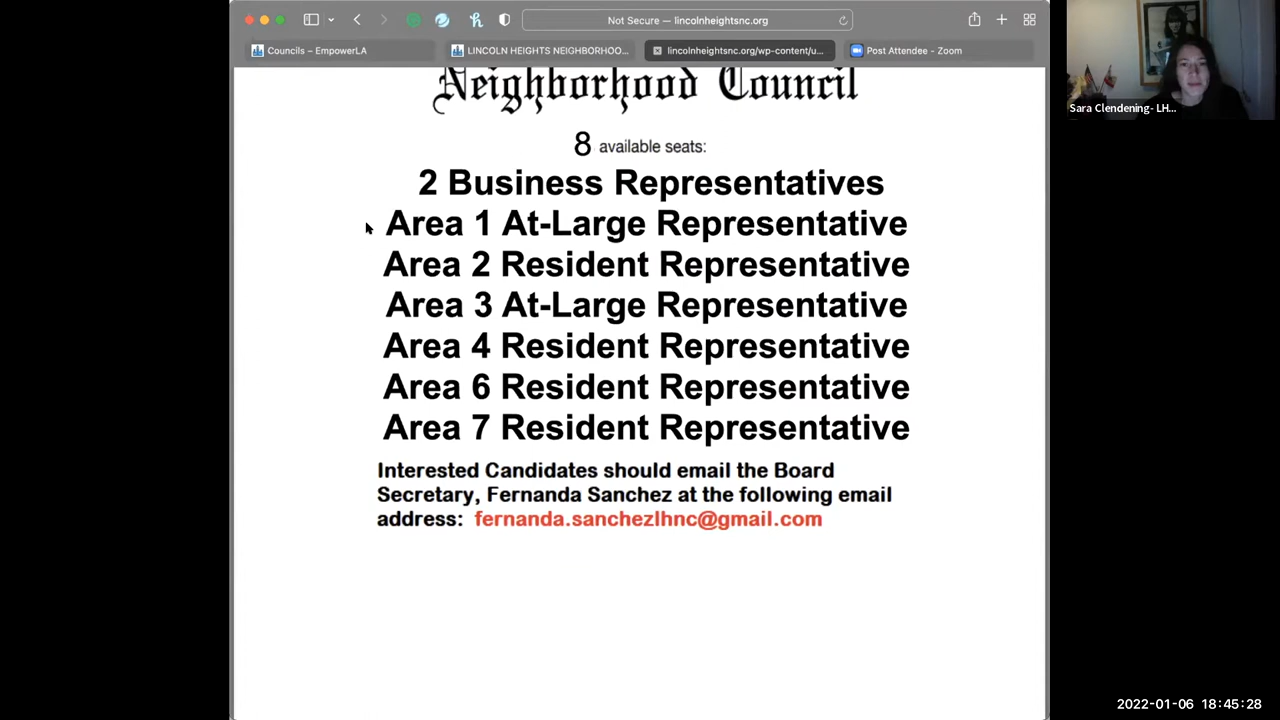 Not Secure — lincolnheightsnc.org
Councils – EmpowerLA
LINCOLN HEIGHTS NEIGHBORHOO...
lincolnheightsnc.org/wp-content/u...
Post Attendee - Zoom
Sara Clendening- LH...
Neighborhood Council
8 available seats:
2 Business Representatives
Area 1 At-Large Representative
Area 2 Resident Representative
Area 3 At-Large Representative
Area 4 Resident Representative
Area 6 Resident Representative
Area 7 Resident Representative
Interested Candidates should email the Board
Secretary, Fernanda Sanchez at the following email
address: fernanda.sanchezlhnc@gmail.com
2022-01-06 18:45:28